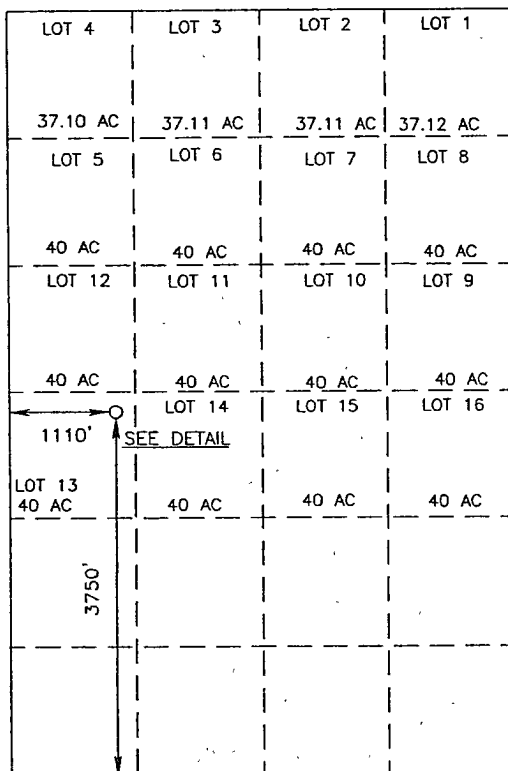 LOT 4 LOT 3 LOT 2 LOT 1
37.10 AC 37.11 AC 37.11 AC 37.12 AC
LOT 5 LOT 6 LOT 7 LOT 8
40 AC 40 AC 40 AC 40 AC
LOT 12 LOT 11 LOT 10 LOT 9
40 AC 40 AC 40 AC 40 AC
LOT 14 LOT 15 LOT 16
1110'
SEE DETAIL
LOT 13
40 AC 40 AC 40 AC 40 AC
3750'